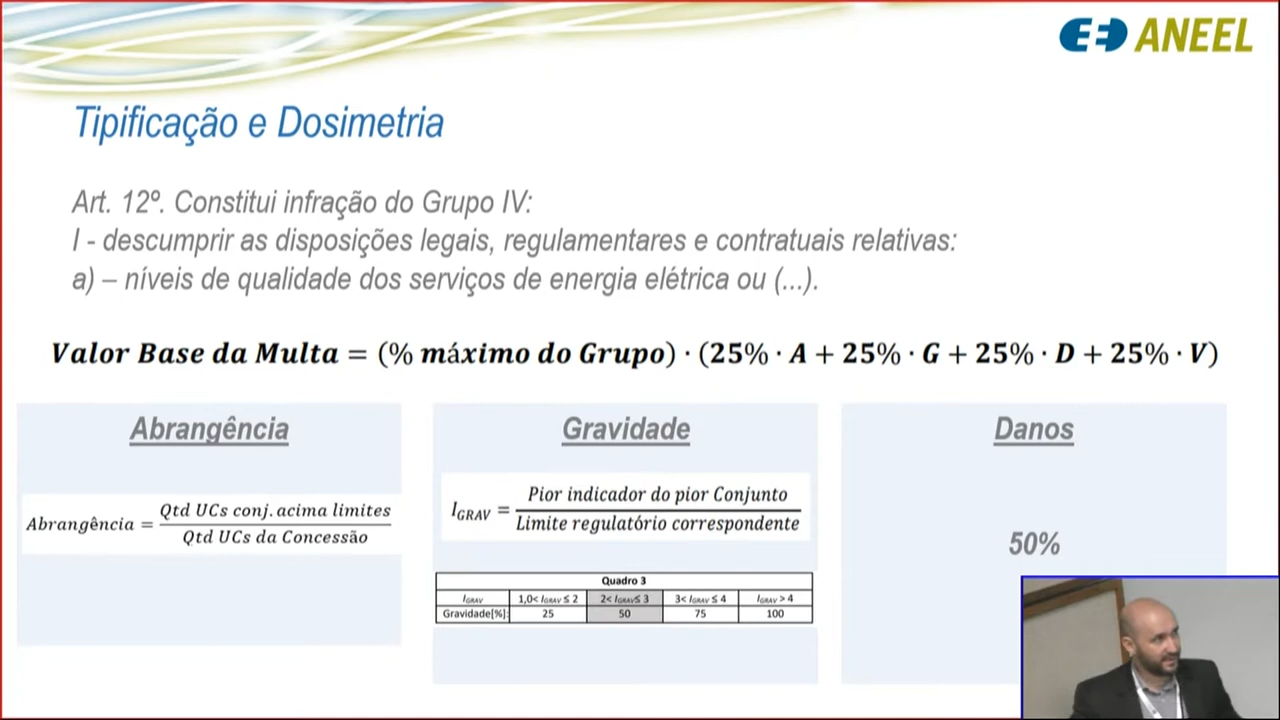 ANEEL
Tipificação e Dosimetria
Art. 12º. Constitui infração do Grupo IV:
I - descumprir as disposições legais, regulamentares e contratuais relativas:
a) – níveis de qualidade dos serviços de energia elétrica ou (...).
Valor Base da Multa = (% máximo do Grupo) · (25% · A + 25% · G + 25% · D + 25% · V)
Abrangência
Abrangência = Qtd UCs conj. acima limites
Qtd UCs da Concessão
Gravidade
I_GRAV = Pior indicador do pior Conjunto
Limite regulatório correspondente
Quadro 3
I_GRAV 1,0< I_GRAV ≤ 2 2< I_GRAV ≤ 3 3< I_GRAV ≤ 4 I_GRAV > 4
Gravidade[%]: 25 50 75 100
Danos
50%